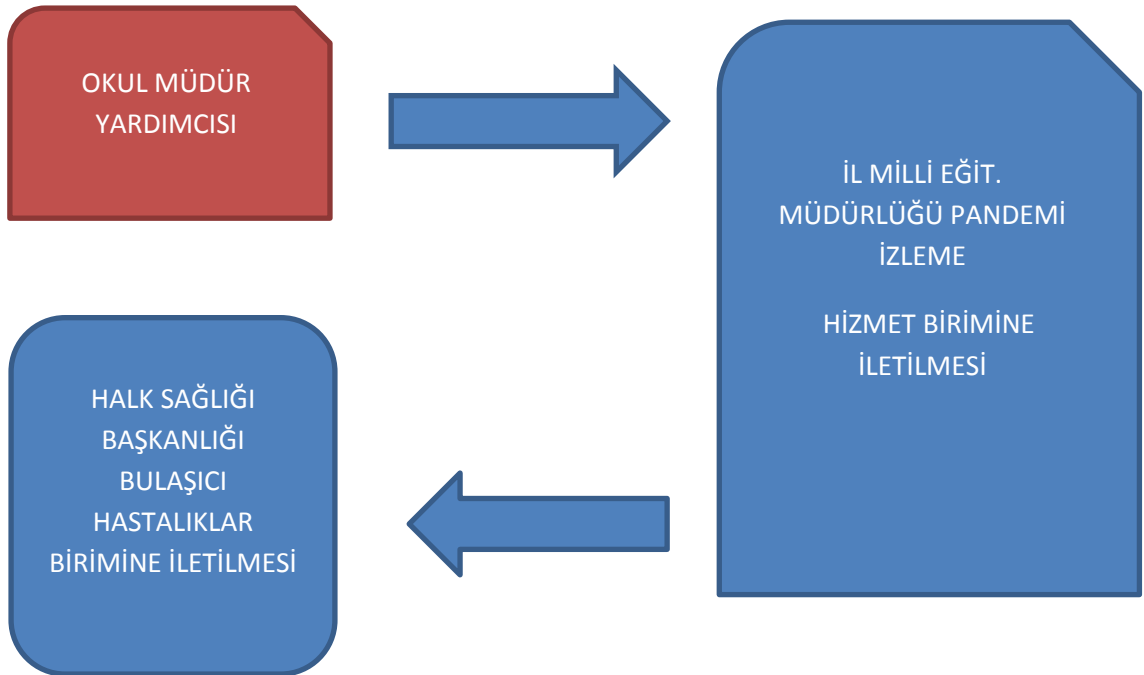 OKUL MÜDÜR
YARDIMCISI
İL MİLLİ EĞİT.
MÜDÜRLÜĞÜ PANDEMİ
İZLEME
HİZMET BİRİMİNE
İLETİLMESİ
HALK SAĞLIĞI
BAŞKANLIĞI
BULAŞICI
HASTALIKLAR
BİRİMİNE İLETİLMESİ